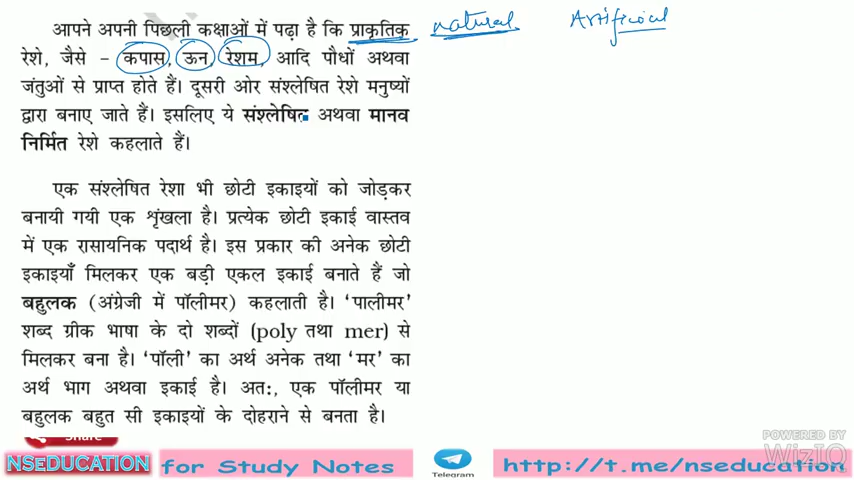 आपने अपनी पिछली कक्षाओं में पढ़ा है कि प्राकृतिक natural Artificial
रेशे, जैसे – कपास, ऊन, रेशम, आदि पौधों अथवा
जंतुओं से प्राप्त होते हैं। दूसरी ओर संश्लेषित रेशे मनुष्यों
द्वारा बनाए जाते हैं। इसलिए ये संश्लेषित अथवा मानव
निर्मित रेशे कहलाते हैं।
एक संश्लेषित रेशा भी छोटी इकाइयों को जोड़कर
बनायी गयी एक शृंखला है। प्रत्येक छोटी इकाई वास्तव
में एक रासायनिक पदार्थ है। इस प्रकार की अनेक छोटी
इकाइयाँ मिलकर एक बड़ी एकल इकाई बनाते हैं जो
बहुलक (अंग्रेजी में पॉलीमर) कहलाती है। ‘पालीमर’
शब्द ग्रीक भाषा के दो शब्दों (poly तथा mer) से
मिलकर बना है। ‘पॉली’ का अर्थ अनेक तथा ‘मर’ का
अर्थ भाग अथवा इकाई है। अत:, एक पॉलीमर या
बहुलक बहुत सी इकाइयों के दोहराने से बनता है।
Share
POWERED BY
WizIQ
NSEDUCATION for Study Notes Telegram http://t.me/nseducation